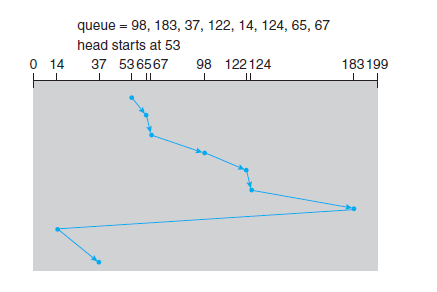 queue = 98, 183, 37, 122, 14, 124, 65, 67
head starts at 53
0 14 37 53 65 67 98 122 124 183 199